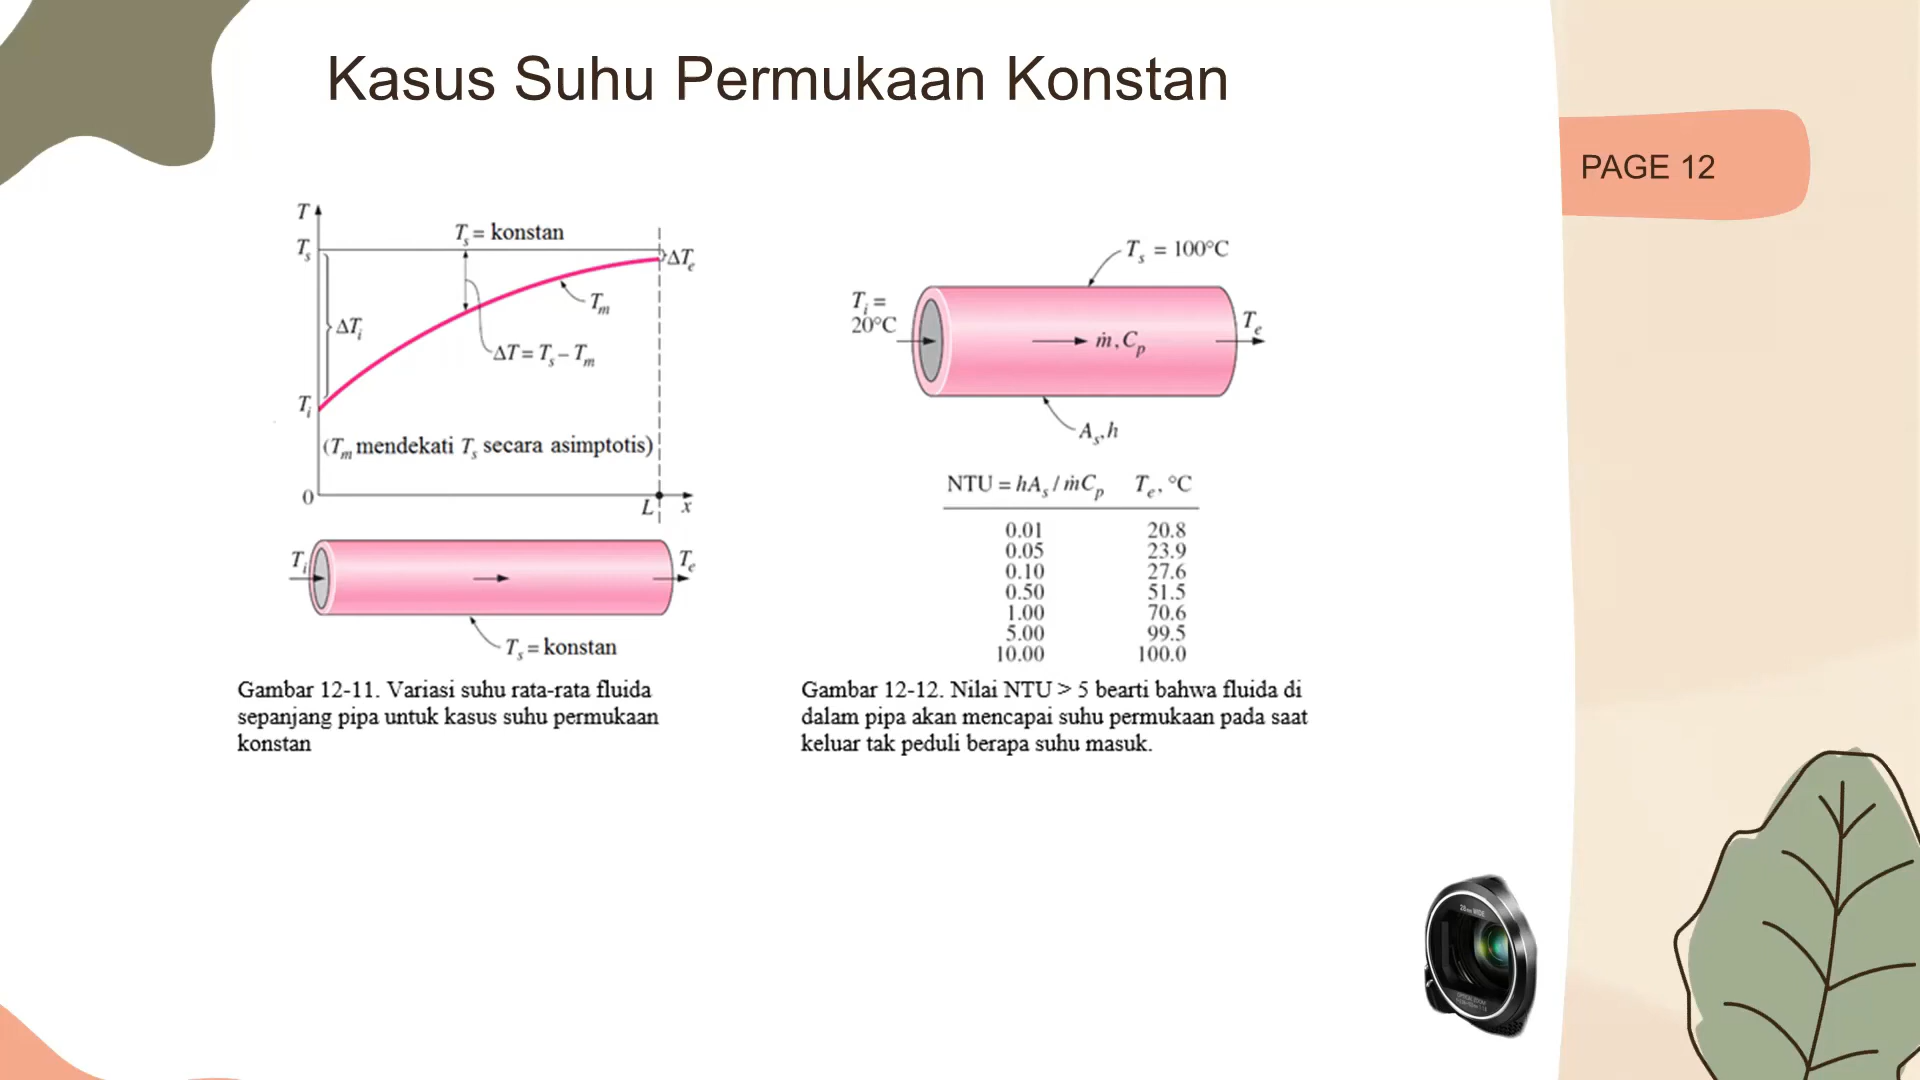 Kasus Suhu Permukaan Konstan
PAGE 12
T
Ts
Ts = konstan
ΔTe
Tm
ΔTi
ΔT = Ts – Tm
Ti
(Tm mendekati Ts secara asimptotis)
0
L
x
Ti
Te
Ts = konstan
Gambar 12-11. Variasi suhu rata-rata fluida
sepanjang pipa untuk kasus suhu permukaan
konstan
Ts = 100°C
Ti =
20°C
Te
ṁ, Cp
As, h
NTU = hAs / ṁCp Te, °C
0.01 20.8
0.05 23.9
0.10 27.6
0.50 51.5
1.00 70.6
5.00 99.5
10.00 100.0
Gambar 12-12. Nilai NTU > 5 bearti bahwa fluida di
dalam pipa akan mencapai suhu permukaan pada saat
keluar tak peduli berapa suhu masuk.